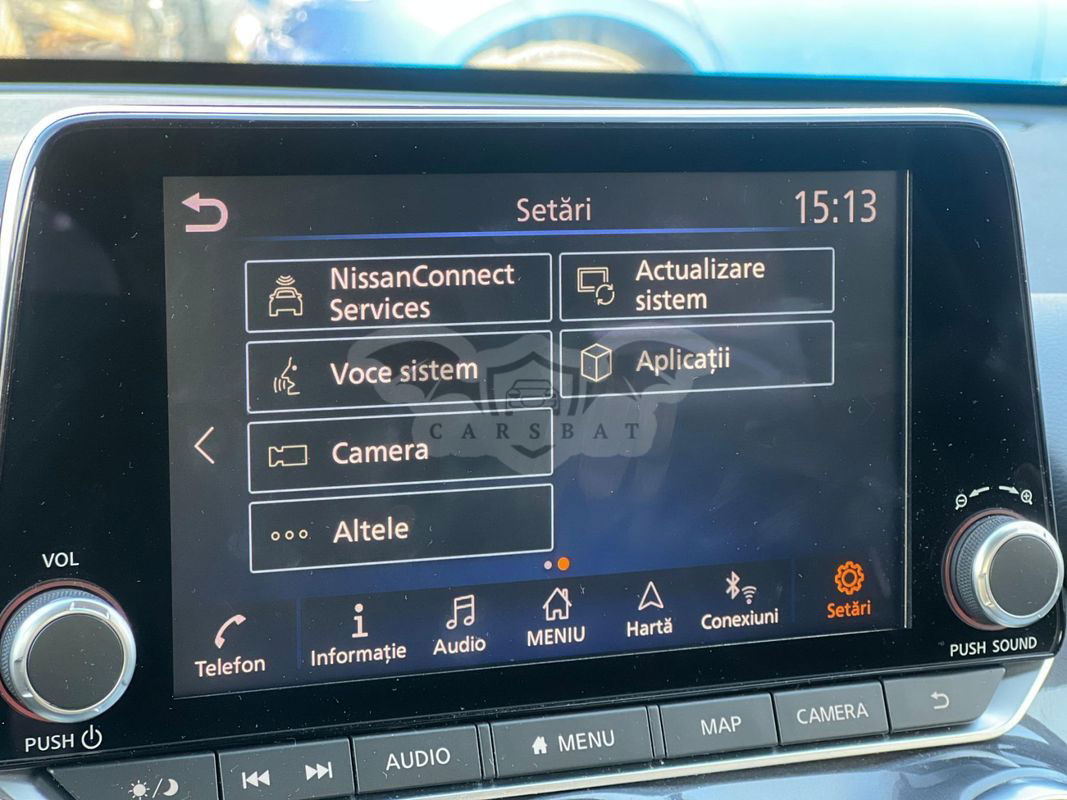 Setări
15:13
NissanConnect
Services
Actualizare
sistem
Voce sistem
Aplicații
CARSBAT
Camera
Altele
VOL
Telefon
Informație
Audio
MENIU
Hartă
Conexiuni
Setări
PUSH SOUND
PUSH
AUDIO
MENU
MAP
CAMERA